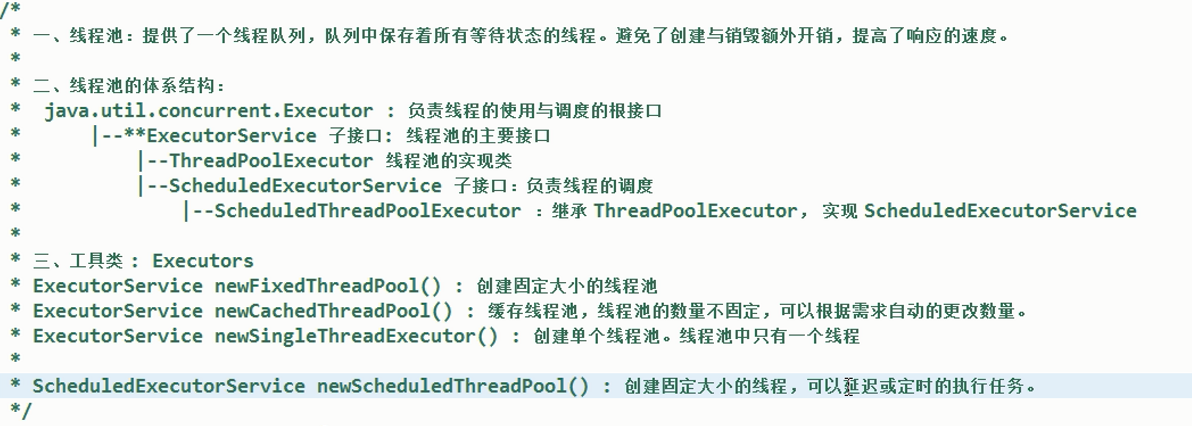 /*
 * 一、线程池：提供了一个线程队列，队列中保存着所有等待状态的线程。避免了创建与销毁额外开销，提高了响应的速度。
 *
 * 二、线程池的体系结构：
 *  java.util.concurrent.Executor : 负责线程的使用与调度的根接口
 *      |--**ExecutorService 子接口: 线程池的主要接口
 *          |--ThreadPoolExecutor 线程池的实现类
 *          |--ScheduledExecutorService 子接口：负责线程的调度
 *              |--ScheduledThreadPoolExecutor ：继承 ThreadPoolExecutor， 实现 ScheduledExecutorService
 *
 * 三、工具类 : Executors
 * ExecutorService newFixedThreadPool() : 创建固定大小的线程池
 * ExecutorService newCachedThreadPool() : 缓存线程池，线程池的数量不固定，可以根据需求自动的更改数量。
 * ExecutorService newSingleThreadExecutor() : 创建单个线程池。线程池中只有一个线程
 *
 * ScheduledExecutorService newScheduledThreadPool() : 创建固定大小的线程，可以延迟或定时的执行任务。
 */